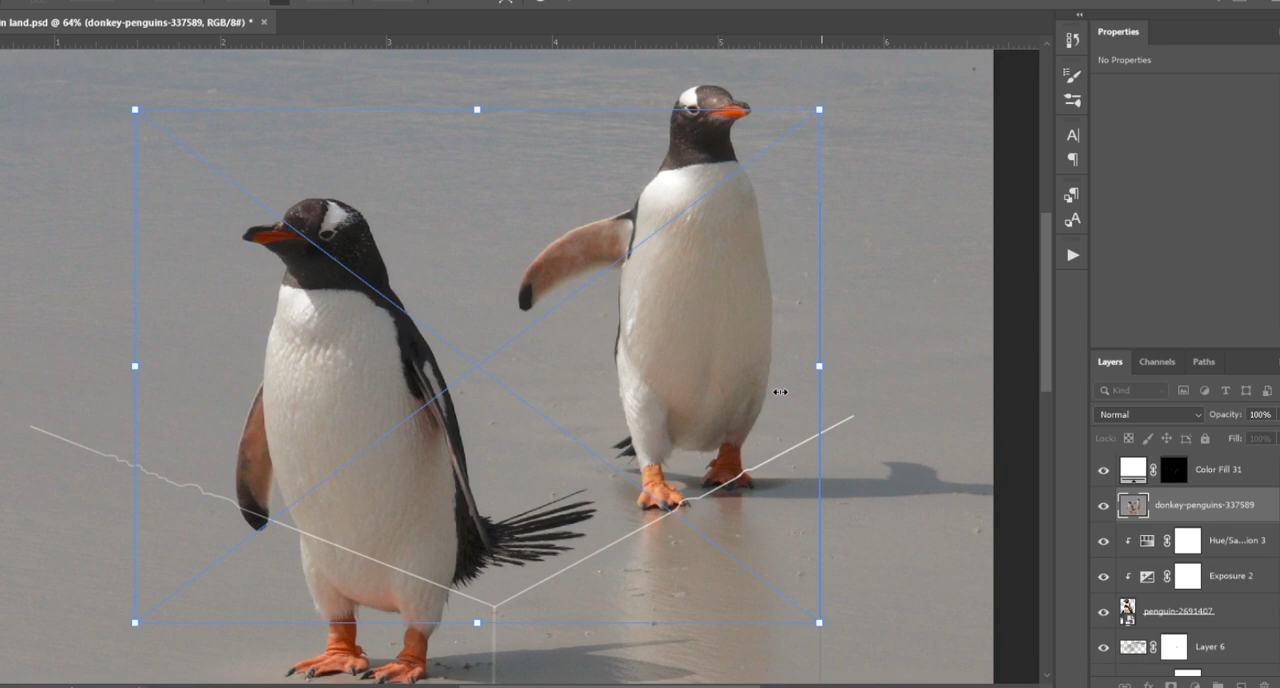 in land.psd @ 64% (donkey-penguins-337589, RGB/8#) * ×
1 2 3 4 5 6
Properties
No Properties
Layers Channels Paths
Kind
Normal Opacity: 100%
Lock: Fill: 100%
Color Fill 31
donkey-penguins-337589
Hue/Sa...ion 3
Exposure 2
penguin-2691407
Layer 6